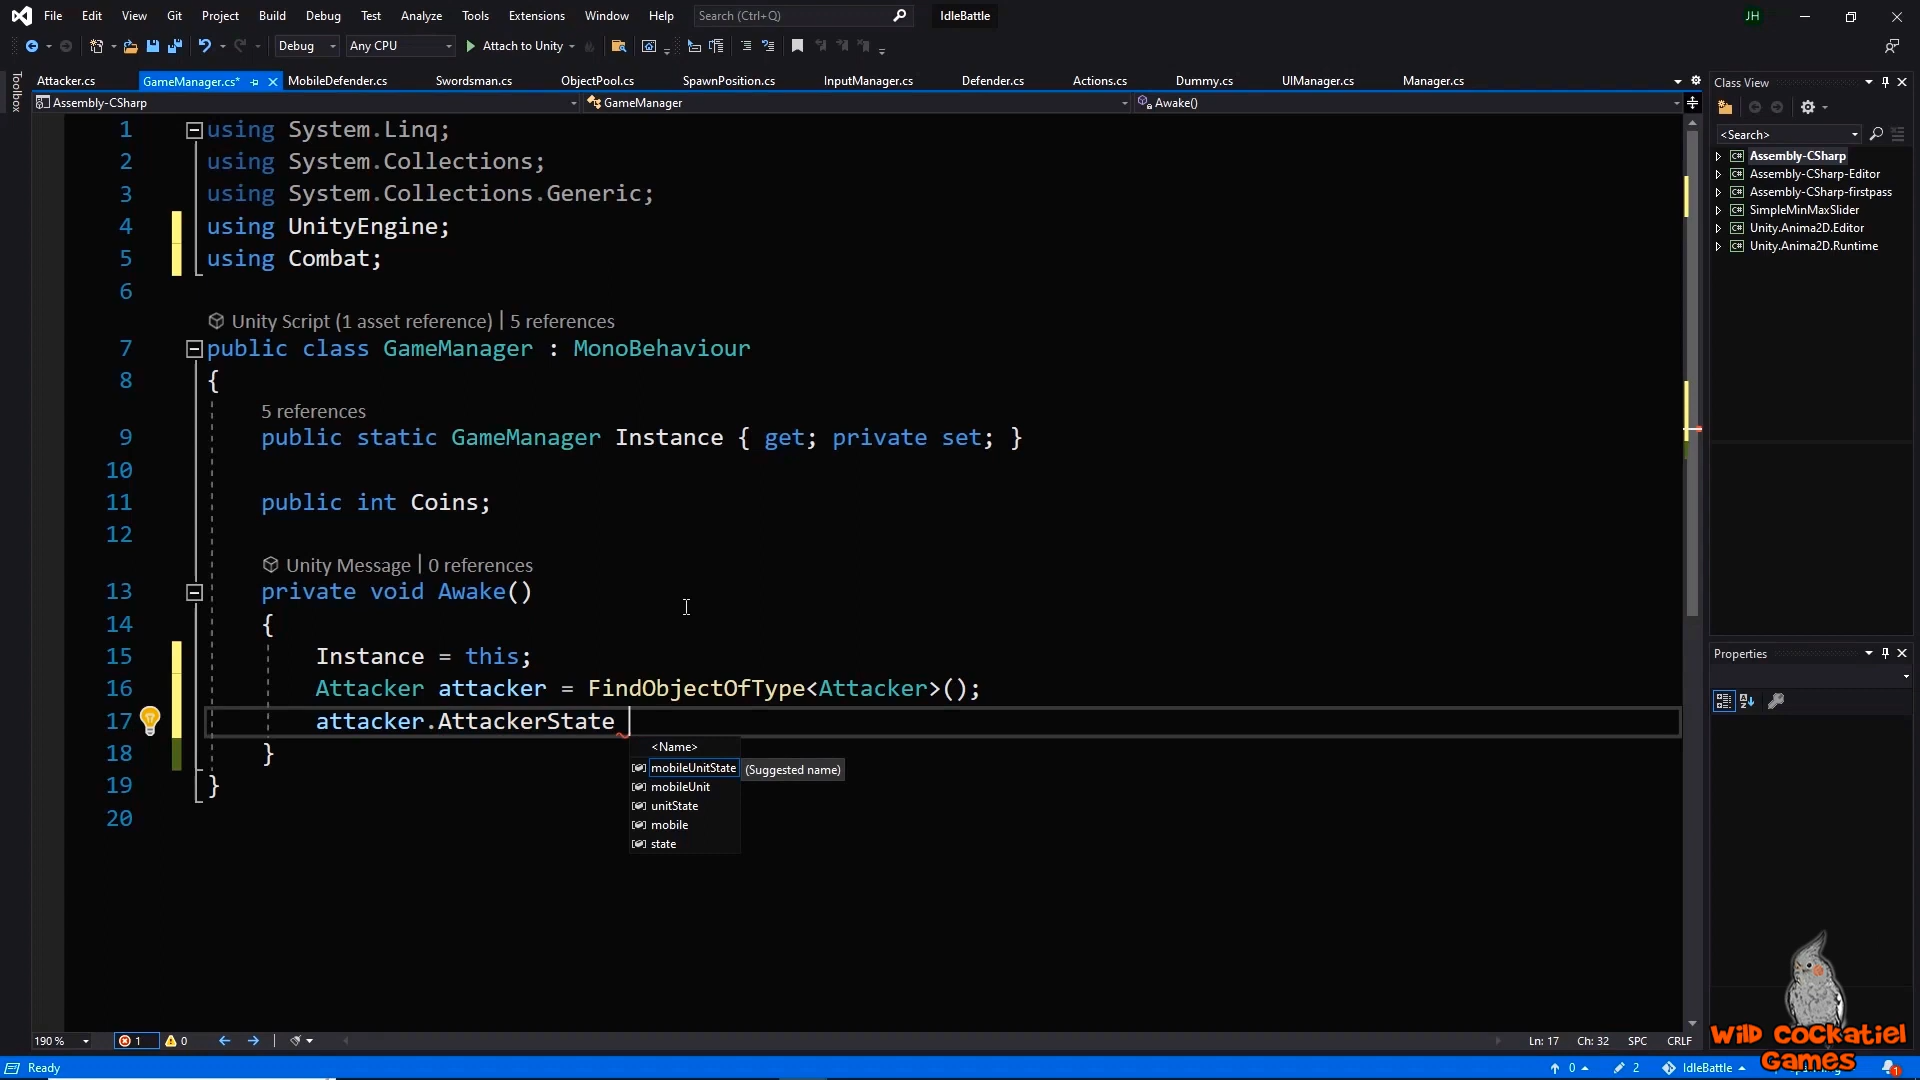 File Edit View Git Project Build Debug Test Analyze Tools Extensions Window Help Search (Ctrl+Q) IdleBattle JH
Debug Any CPU Attach to Unity
Toolbox
Attacker.cs GameManager.cs* MobileDefender.cs Swordsman.cs ObjectPool.cs SpawnPosition.cs InputManager.cs Defender.cs Actions.cs Dummy.cs UIManager.cs Manager.cs
Assembly-CSharp GameManager Awake()
1 using System.Linq;
2 using System.Collections;
3 using System.Collections.Generic;
4 using UnityEngine;
5 using Combat;
6
Unity Script (1 asset reference) | 5 references
7 public class GameManager : MonoBehaviour
8 {
5 references
9 public static GameManager Instance { get; private set; }
10
11 public int Coins;
12
Unity Message | 0 references
13 private void Awake()
14 {
15 Instance = this;
16 Attacker attacker = FindObjectOfType<Attacker>();
17 attacker.AttackerState
<Name>
mobileUnitState (Suggested name)
mobileUnit
unitState
mobile
state
18 }
19 }
20
Class View
<Search>
Assembly-CSharp
Assembly-CSharp-Editor
Assembly-CSharp-firstpass
SimpleMinMaxSlider
Unity.Anima2D.Editor
Unity.Anima2D.Runtime
Properties
WilD CocKatiel
Games
190 % 1 0 Ln: 17 Ch: 32 SPC CRLF
Ready 0 2 IdleBattle 1